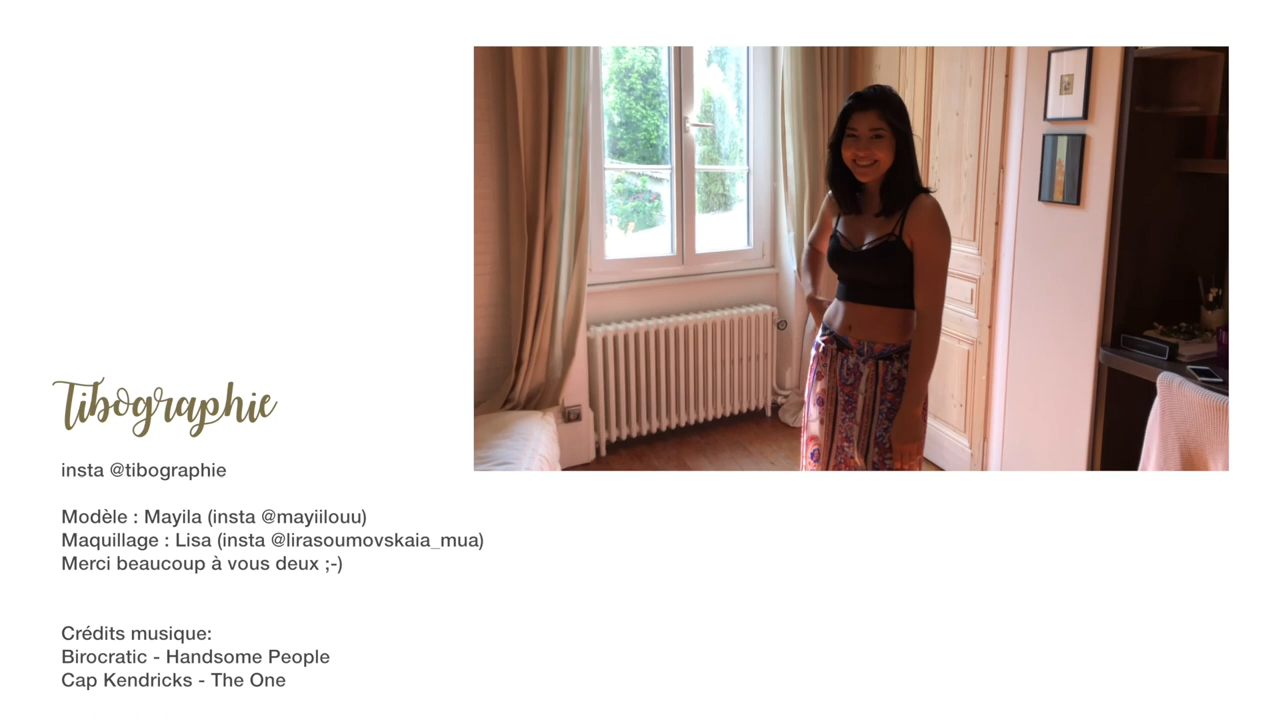 Tibographie
insta @tibographie
Modèle : Mayila (insta @mayiilouu)
Maquillage : Lisa (insta @lirasoumovskaia_mua)
Merci beaucoup à vous deux ;-)
Crédits musique:
Birocratic - Handsome People
Cap Kendricks - The One